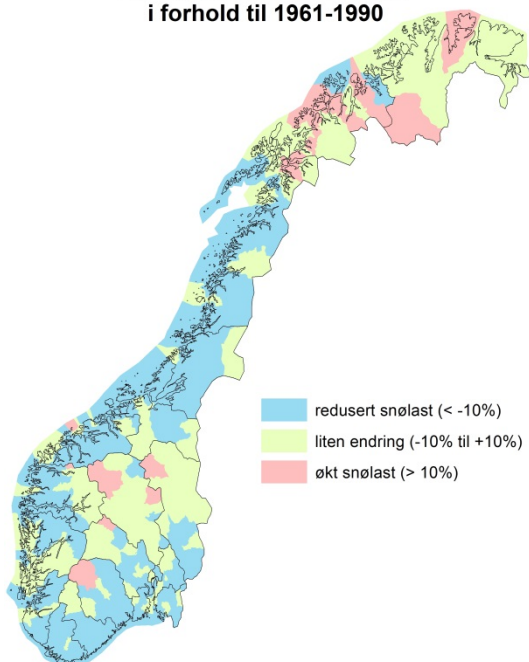 i forhold til 1961-1990
redusert snølast (< -10%)
liten endring (-10% til +10%)
økt snølast (> 10%)